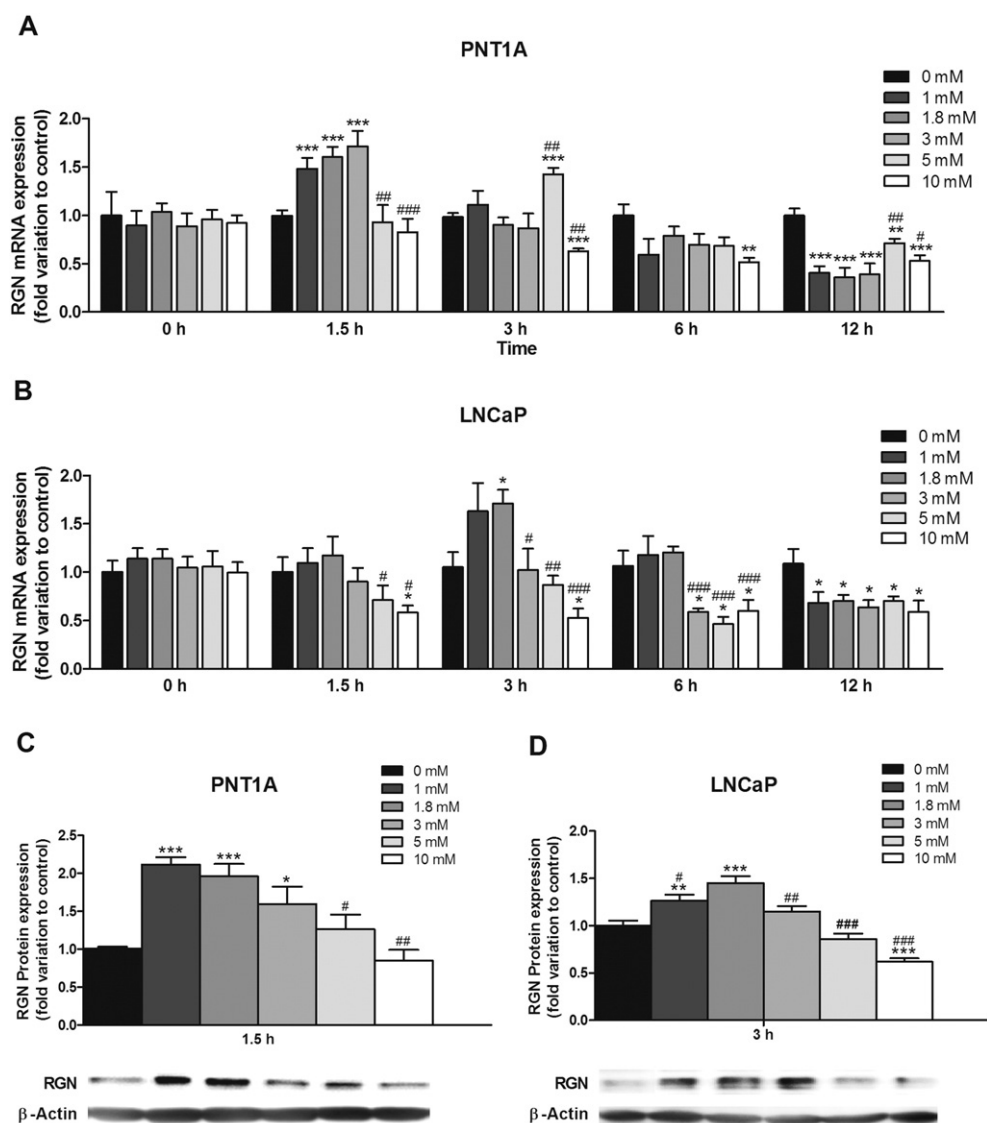 A
PNT1A
RGN mRNA expression
(fold variation to control)
2.0
1.5
1.0
0.5
0.0
*** *** ***
## ###
##
***
##
***
**
*** *** ***
##
**
#
***
0 h 1.5 h 3 h 6 h 12 h
Time
0 mM
1 mM
1.8 mM
3 mM
5 mM
10 mM
B
LNCaP
RGN mRNA expression
(fold variation to control)
2.0
1.5
1.0
0.5
0.0
#
#
*
*
#
##
###
*
###
*
###
*
###
*
* * * * *
0 h 1.5 h 3 h 6 h 12 h
0 mM
1 mM
1.8 mM
3 mM
5 mM
10 mM
C
PNT1A
RGN Protein expression
(fold variation to control)
2.5
2.0
1.5
1.0
0.5
0.0
*** *** * # ##
1.5 h
0 mM
1 mM
1.8 mM
3 mM
5 mM
10 mM
RGN
β-Actin
D
LNCaP
RGN Protein expression
(fold variation to control)
2.0
1.5
1.0
0.5
0.0
#
**
***
##
###
###
***
3 h
0 mM
1 mM
1.8 mM
3 mM
5 mM
10 mM
RGN
β-Actin